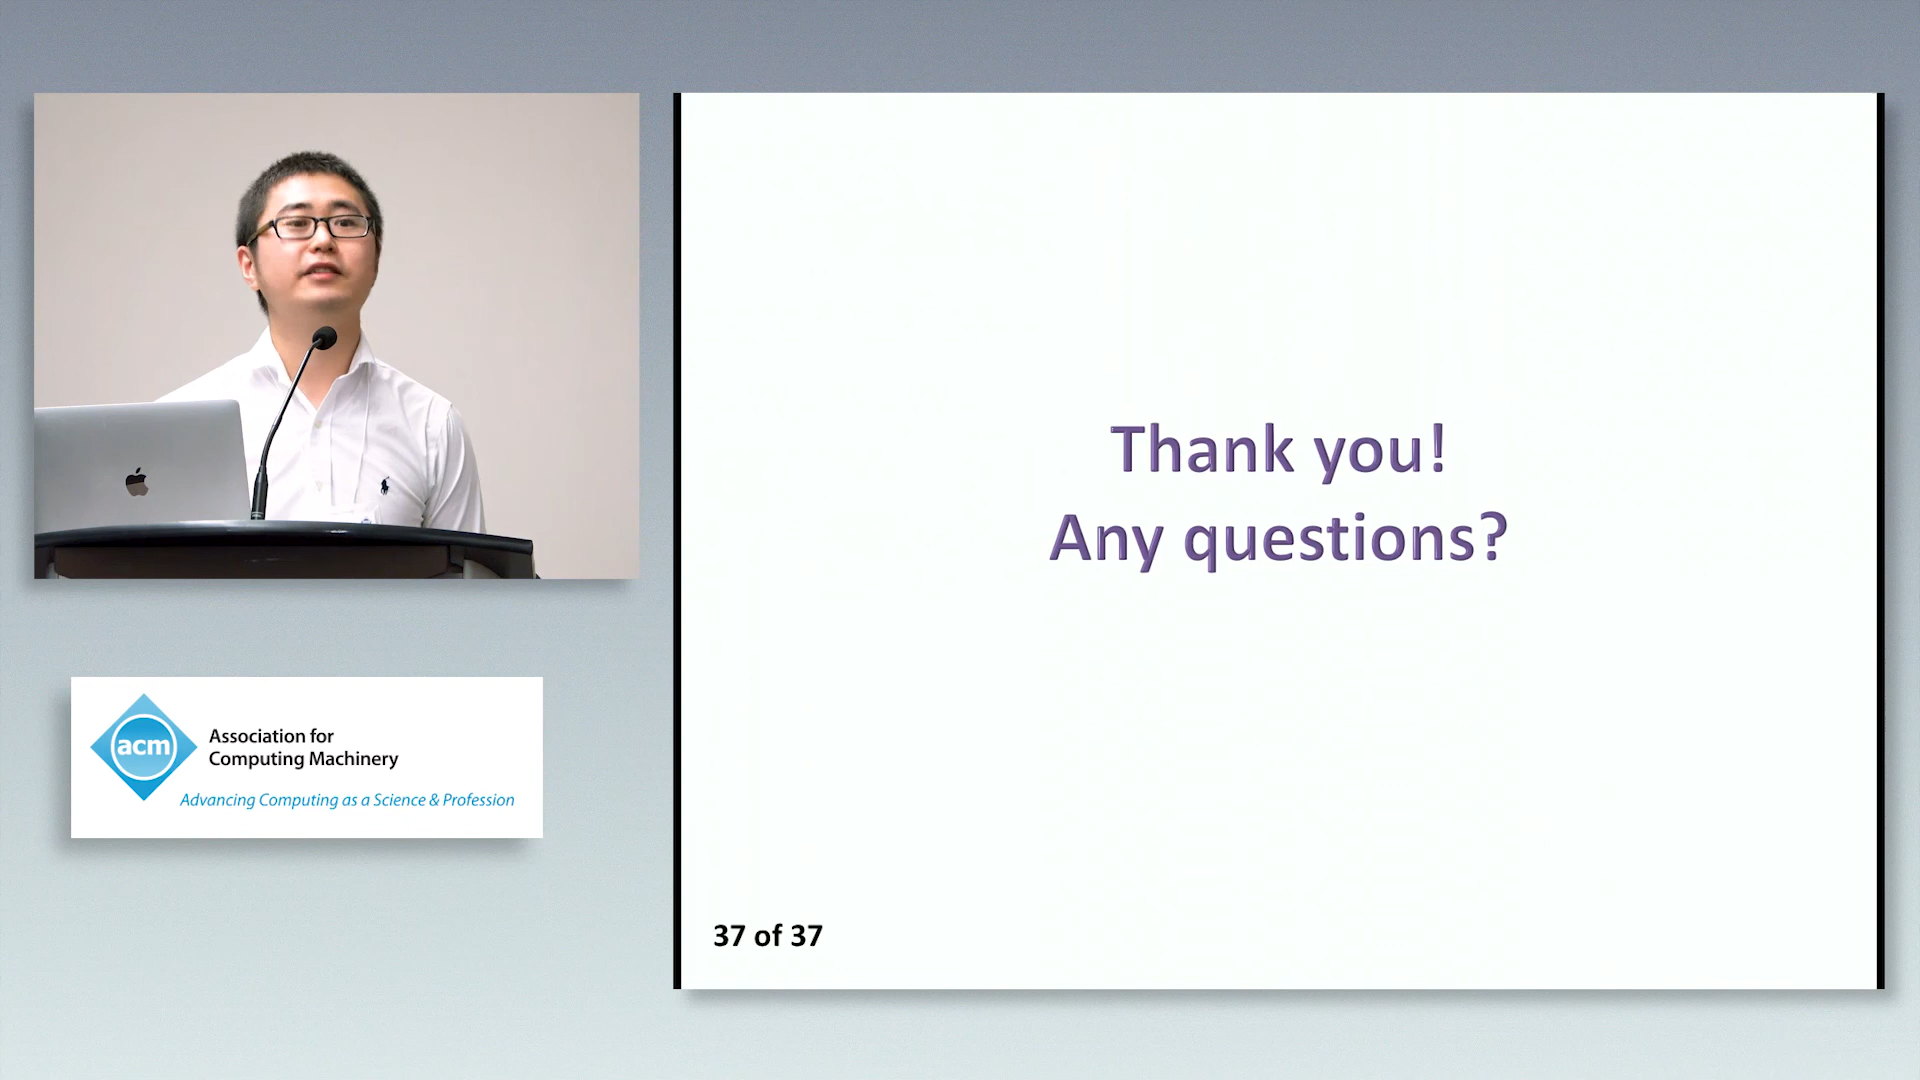 Thank you!
Any questions?
37 of 37
acm
Association for
Computing Machinery
Advancing Computing as a Science & Profession